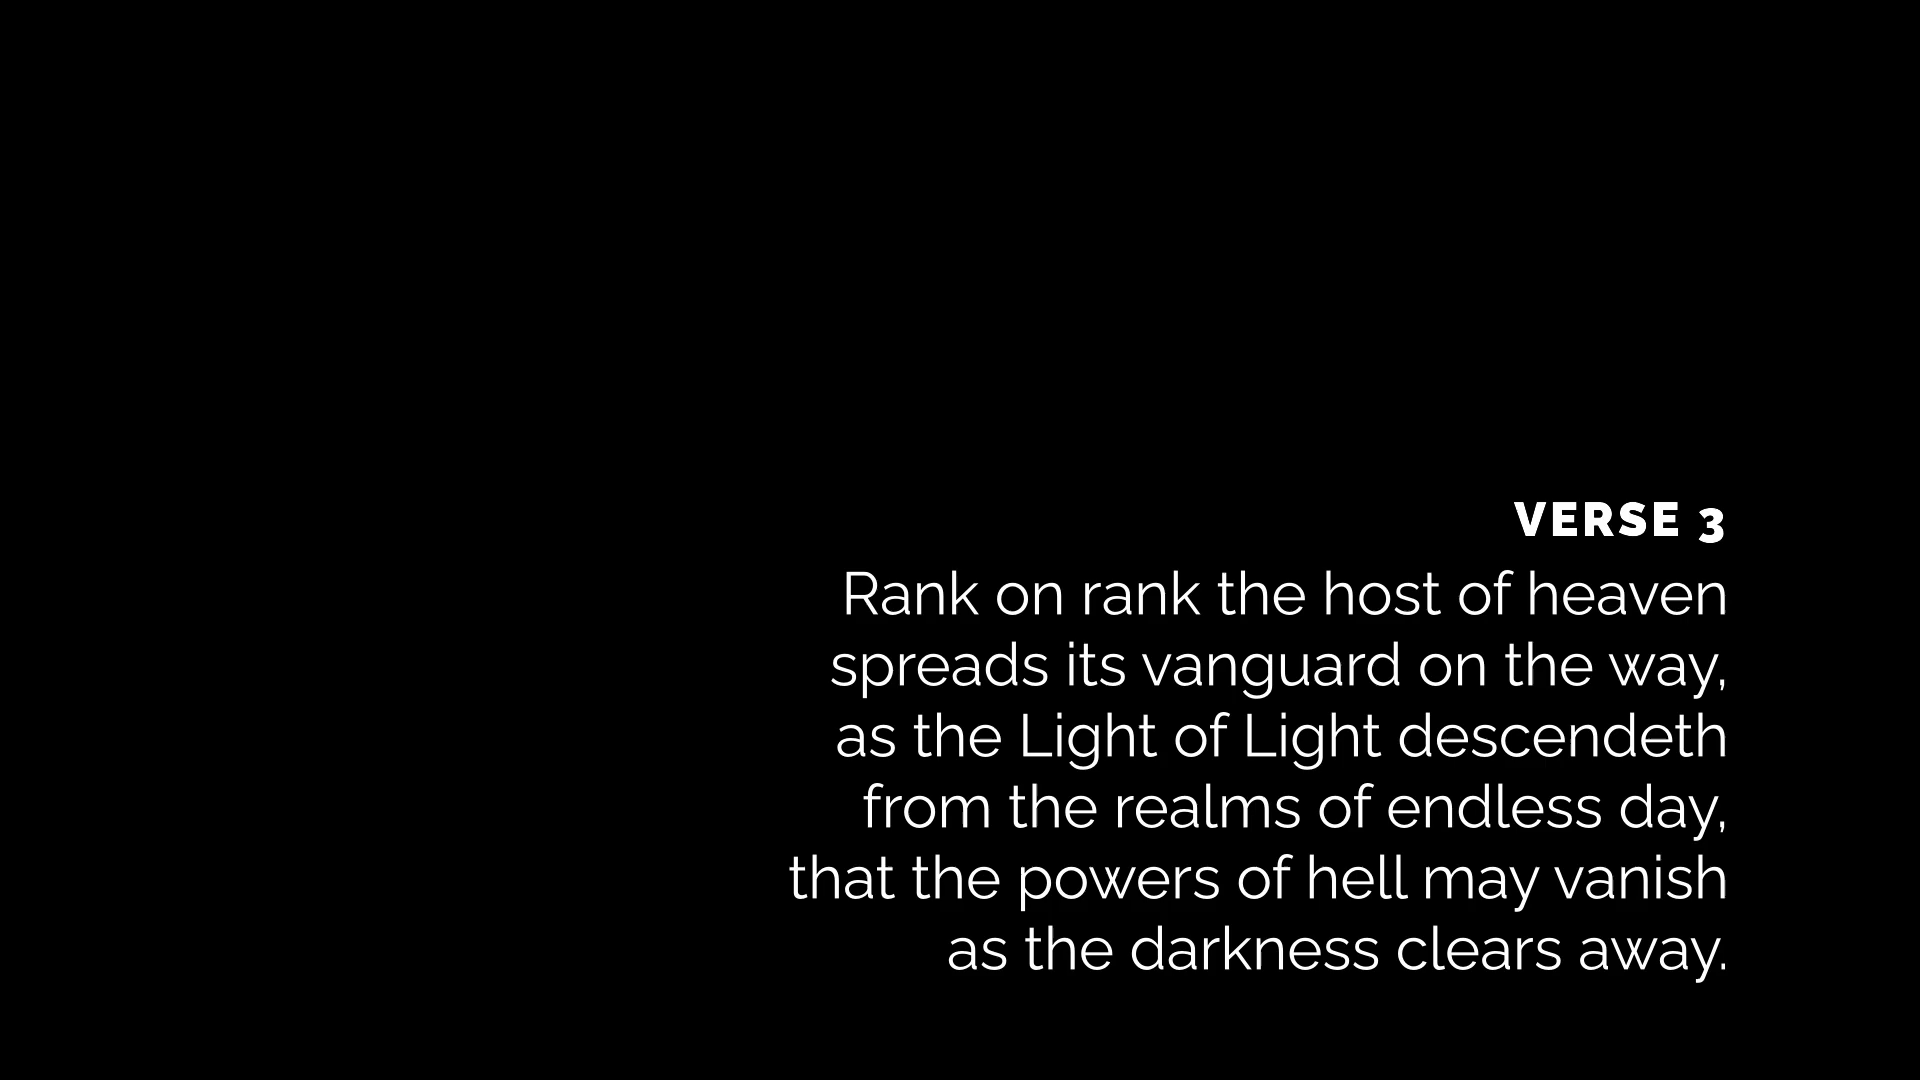 VERSE 3
Rank on rank the host of heaven
spreads its vanguard on the way,
as the Light of Light descendeth
from the realms of endless day,
that the powers of hell may vanish
as the darkness clears away.